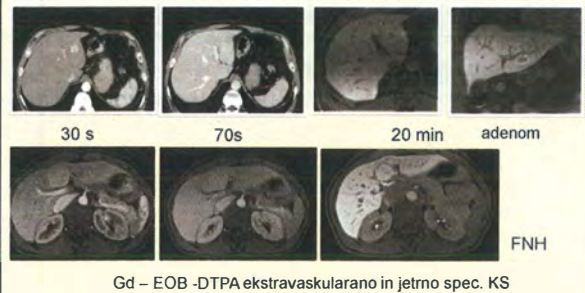 30 s 70s 20 min adenom
FNH
Gd – EOB -DTPA ekstravaskularano in jetrno spec. KS